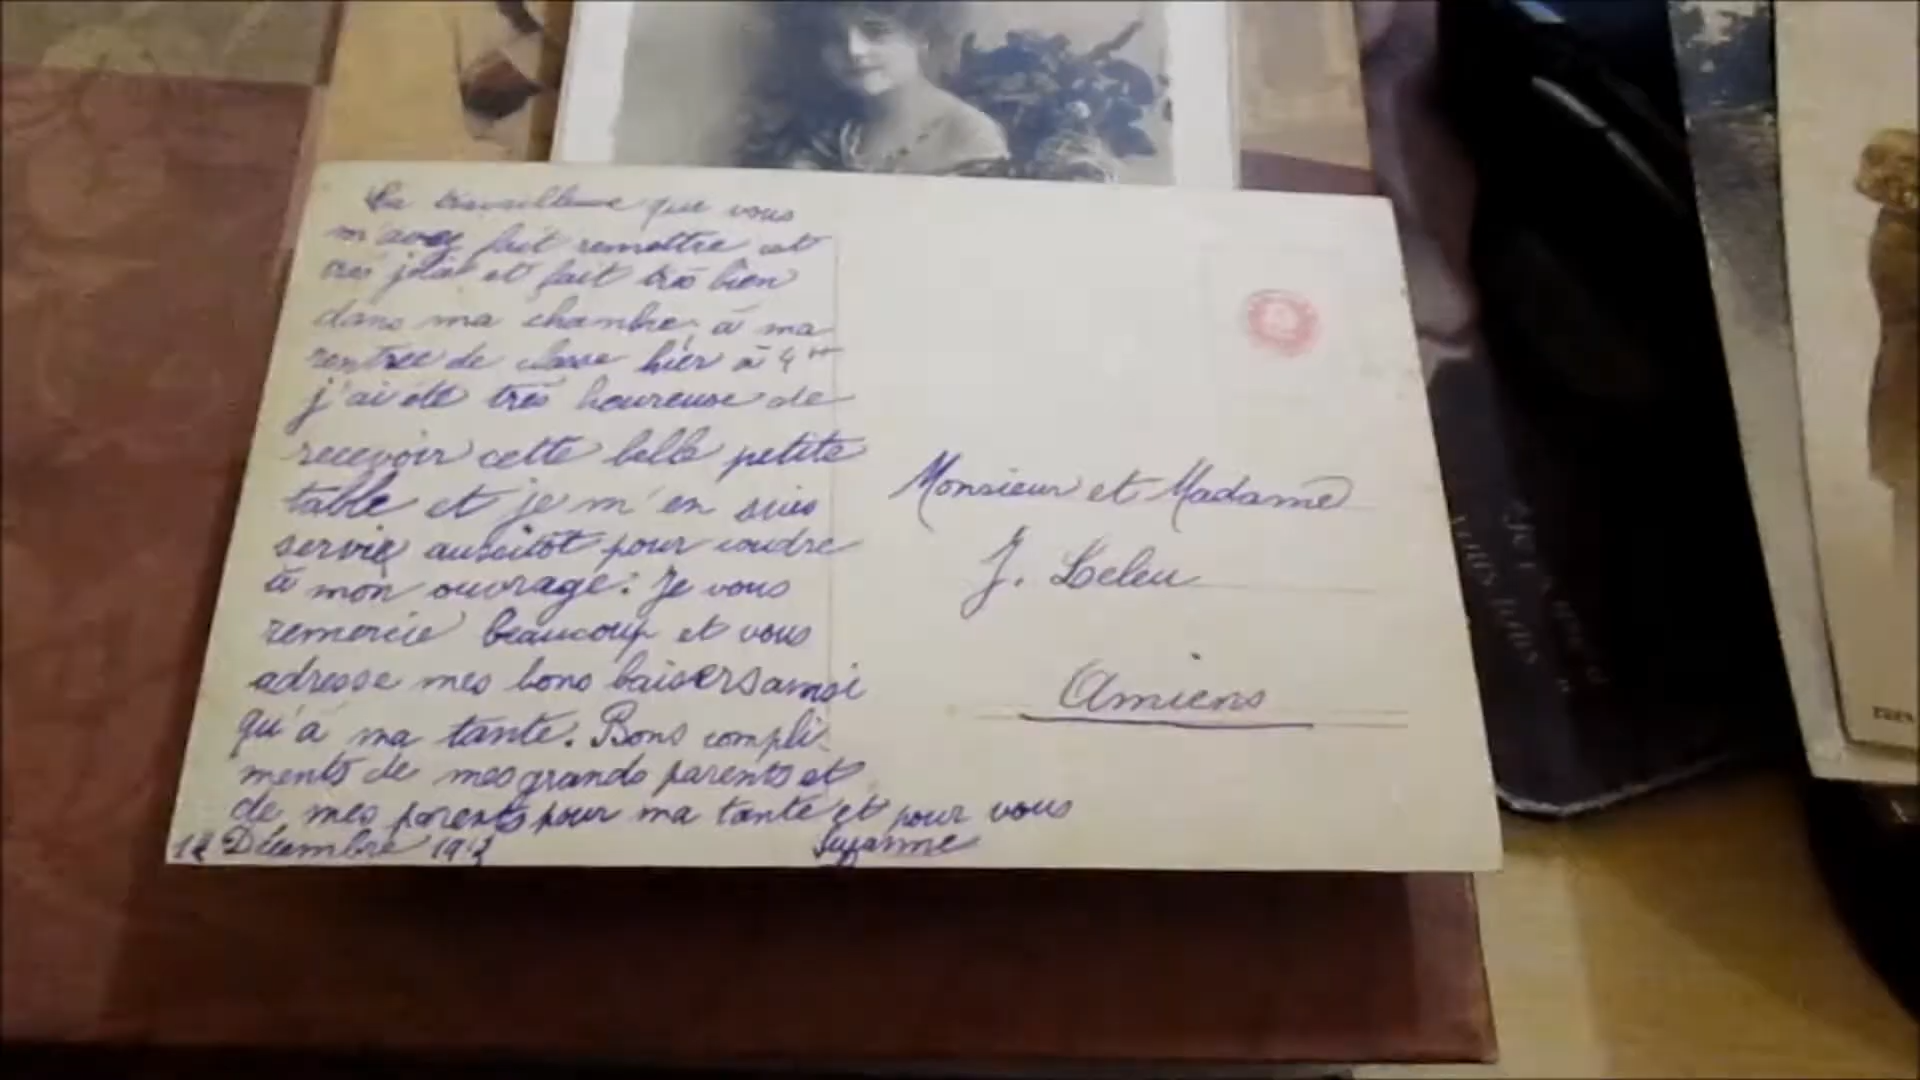 La travailleuse que vous
m'avez fait remettre est
très jolie et fait très bien
dans ma chambre, à ma
rentrée de classe hier à 4 hes
j'ai été très heureuse de
recevoir cette belle petite
table et je m'en suis
servie aussitôt pour coudre
à mon ouvrage. Je vous
remercie beaucoup et vous
adresse mes bons baisers ainsi
qu'à ma tante. Bons compli-
ments de mes grands parents et
de mes parents pour ma tante et pour vous
12 Décembre 1912 Suzanne
Monsieur et Madame
J. Leleu
Amiens